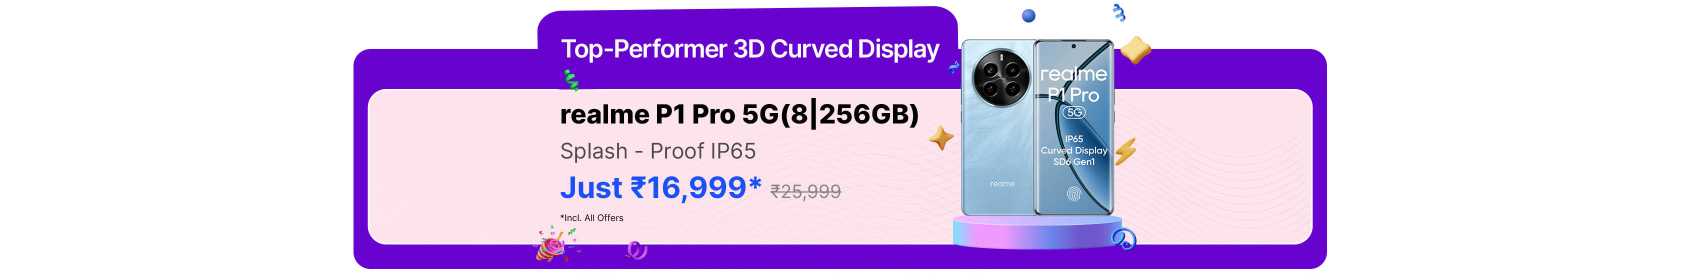 Top-Performer 3D Curved Display
realme P1 Pro 5G(8|256GB)
Splash - Proof IP65
Just ₹16,999* ₹25,999
*Incl. All Offers
realme
P1 Pro
5G
IP65
Curved Display
SD6 Gen1
realme